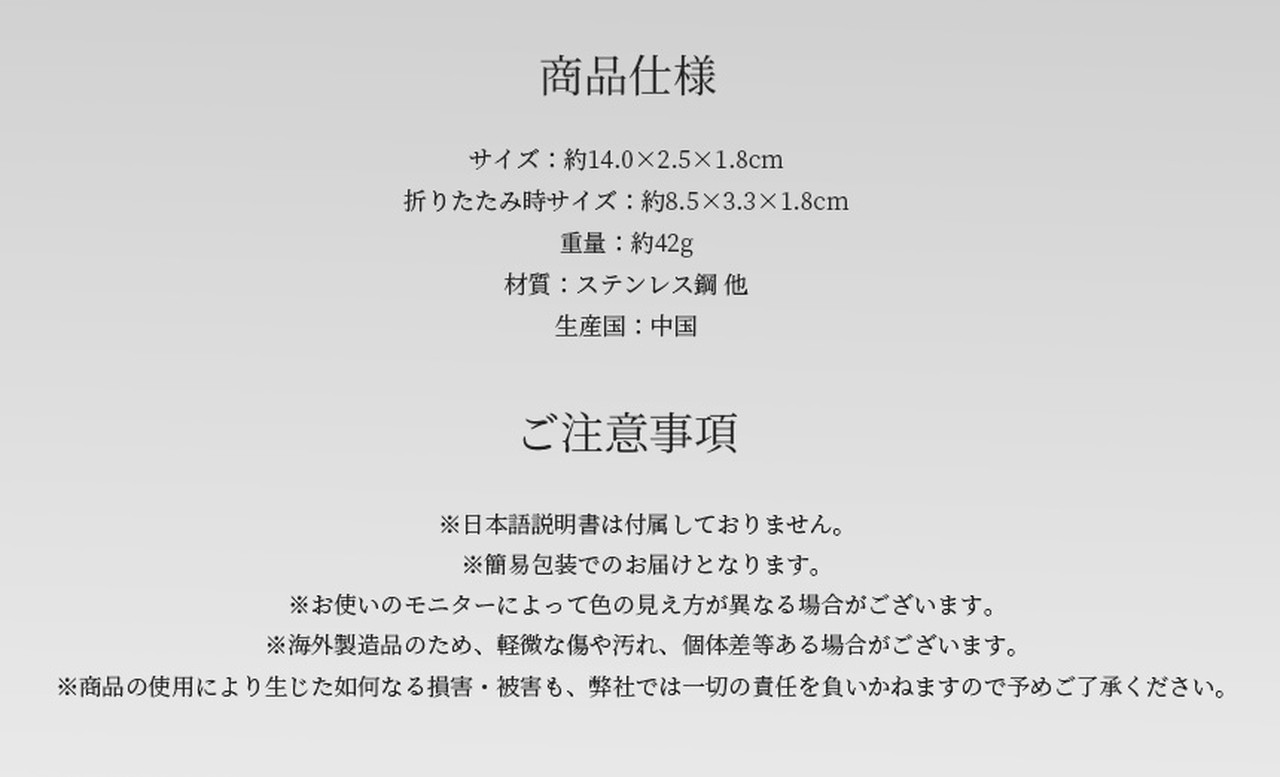 商品仕様
サイズ：約14.0×2.5×1.8cm
折りたたみ時サイズ：約8.5×3.3×1.8cm
重量：約42g
材質：ステンレス鋼 他
生産国：中国
ご注意事項
※日本語説明書は付属しておりません。
※簡易包装でのお届けとなります。
※お使いのモニターによって色の見え方が異なる場合がございます。
※海外製造品のため、軽微な傷や汚れ、個体差等ある場合がございます。
※商品の使用により生じた如何なる損害・被害も、弊社では一切の責任を負いかねますので予めご了承ください。